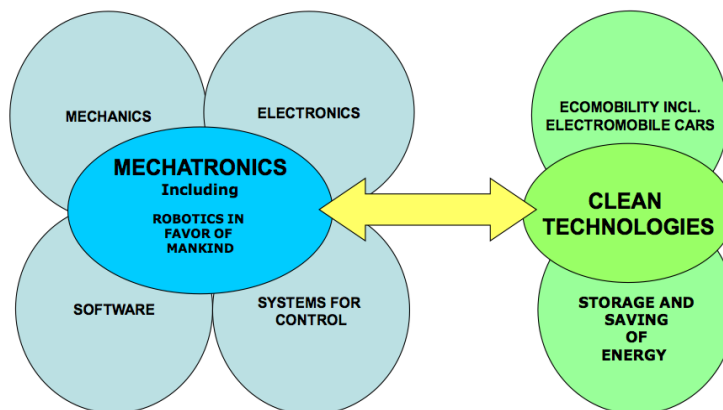 MECHANICS
ELECTRONICS
MECHATRONICS
Including
ROBOTICS IN
FAVOR OF
MANKIND
SOFTWARE
SYSTEMS FOR
CONTROL
ECOMOBILITY INCL.
ELECTROMOBILE CARS
CLEAN
TECHNOLOGIES
STORAGE AND
SAVING
OF
ENERGY